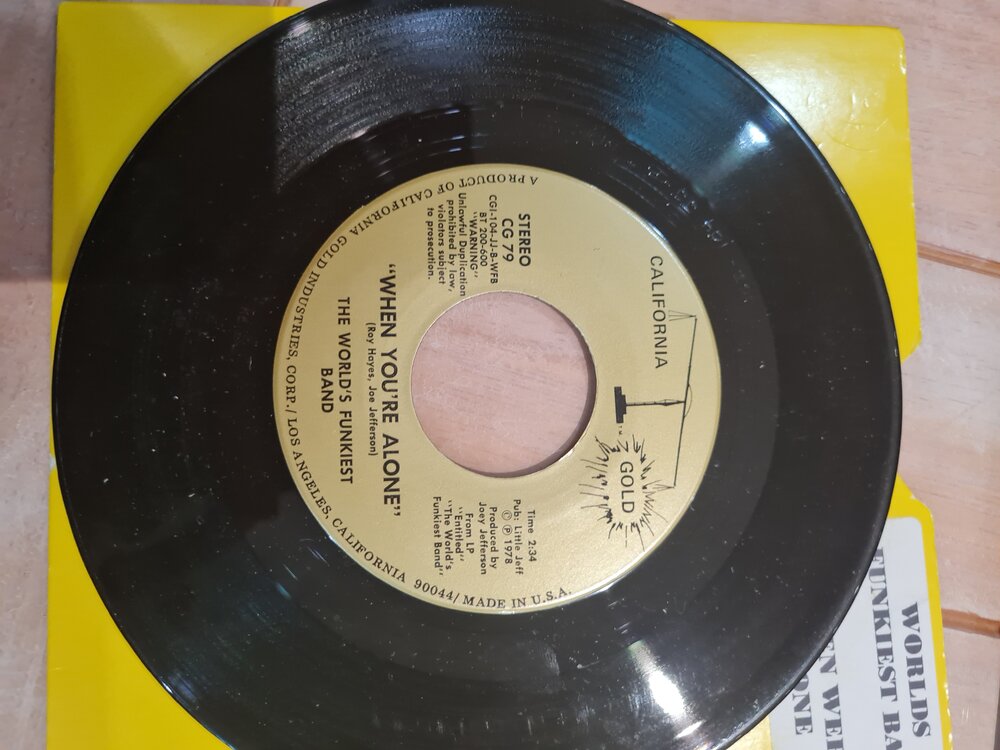 CALIFORNIA
GOLD
STEREO
CG 79
CGI-104-JJ-B-WFB
BT 200-600
"WARNING"
Unlawful Duplication
prohibited by law,
violators subject
to prosecution.
Time 2:34
Pub: Little Jeff
© ℗ 1978
Produced by
Joey Jefferson
From LP
"Entitled"
"The World's
Funkiest Band"
"WHEN YOU'RE ALONE"
(Ray Hayes, Joe Jefferson)
THE WORLD'S FUNKIEST
BAND
A PRODUCT OF CALIFORNIA GOLD INDUSTRIES, CORP./ LOS ANGELES, CALIFORNIA 90044/ MADE IN U.S.A.
WORLDS
FUNKIEST